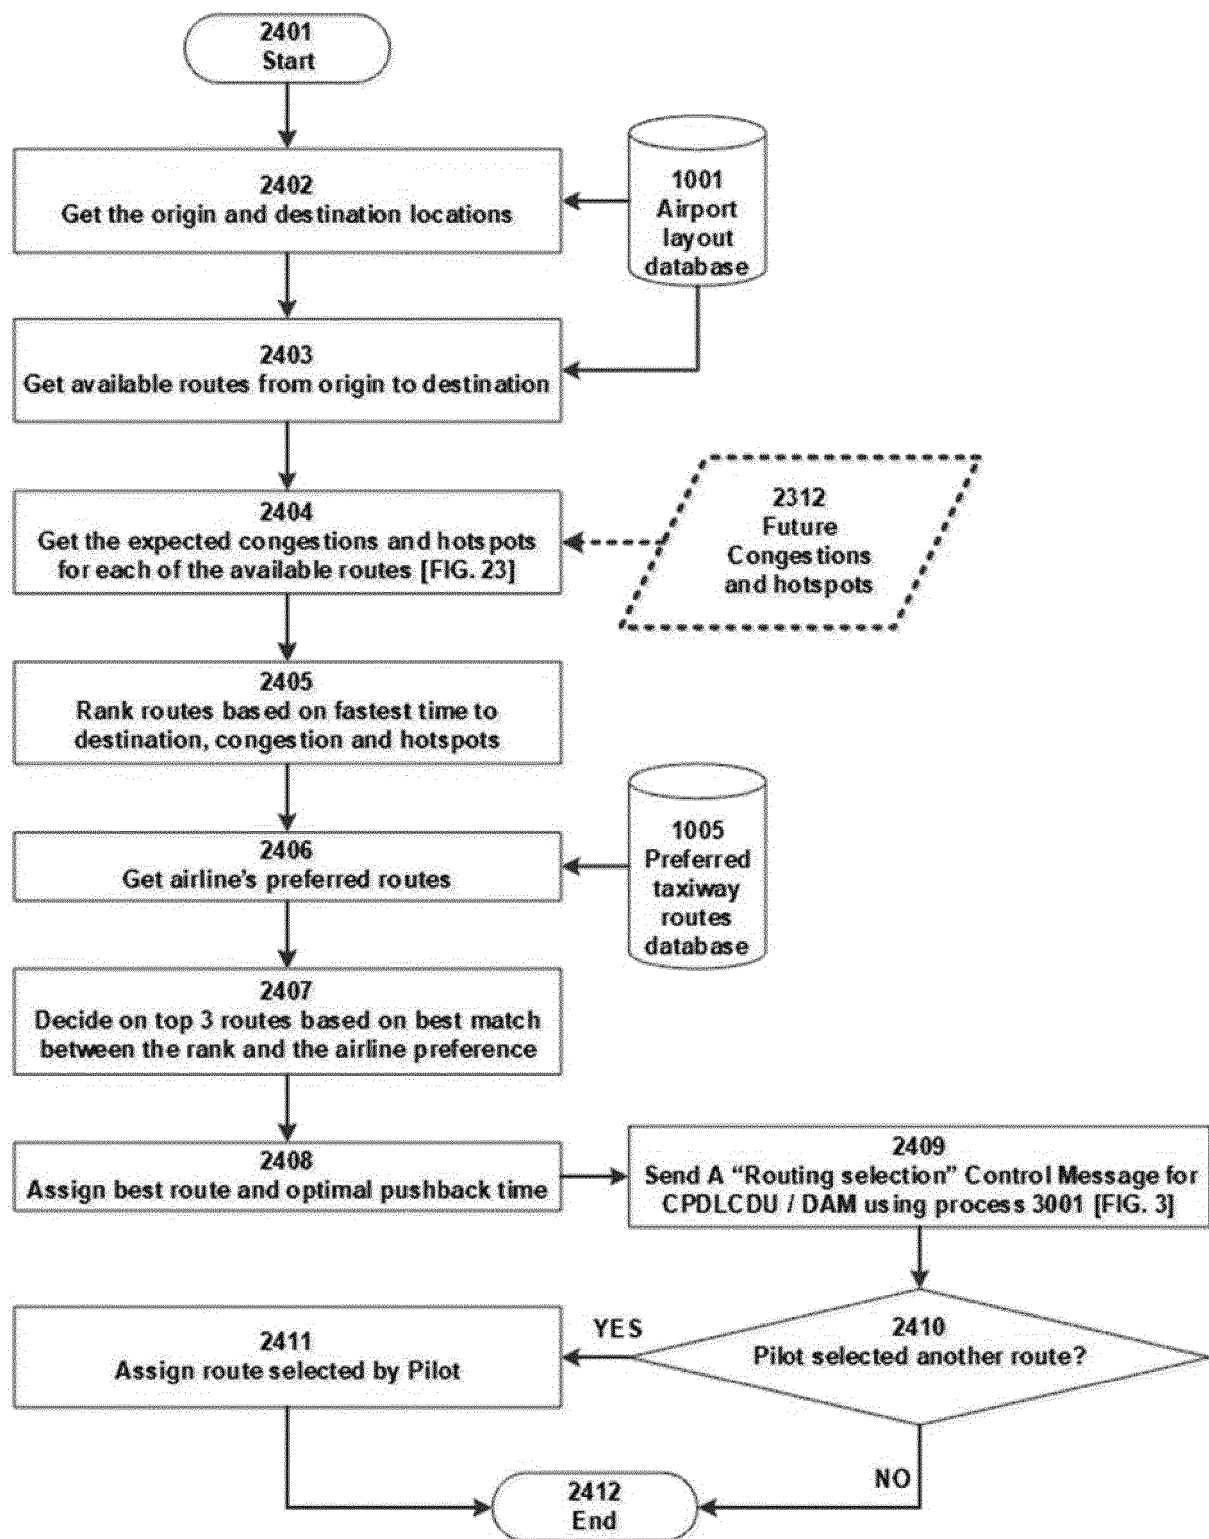 2401
Start
2402
Get the origin and destination locations
1001
Airport
layout
database
2403
Get available routes from origin to destination
2404
Get the expected congestions and hotspots
for each of the available routes [FIG. 23]
2312
Future
Congestions
and hotspots
2405
Rank routes based on fastest time to
destination, congestion and hotspots
2406
Get airline's preferred routes
1005
Preferred
taxiway
routes
database
2407
Decide on top 3 routes based on best match
between the rank and the airline preference
2408
Assign best route and optimal pushback time
2409
Send A “Routing selection” Control Message for
CPDLCDU / DAM using process 3001 [FIG. 3]
2410
Pilot selected another route?
YES
2411
Assign route selected by Pilot
NO
2412
End